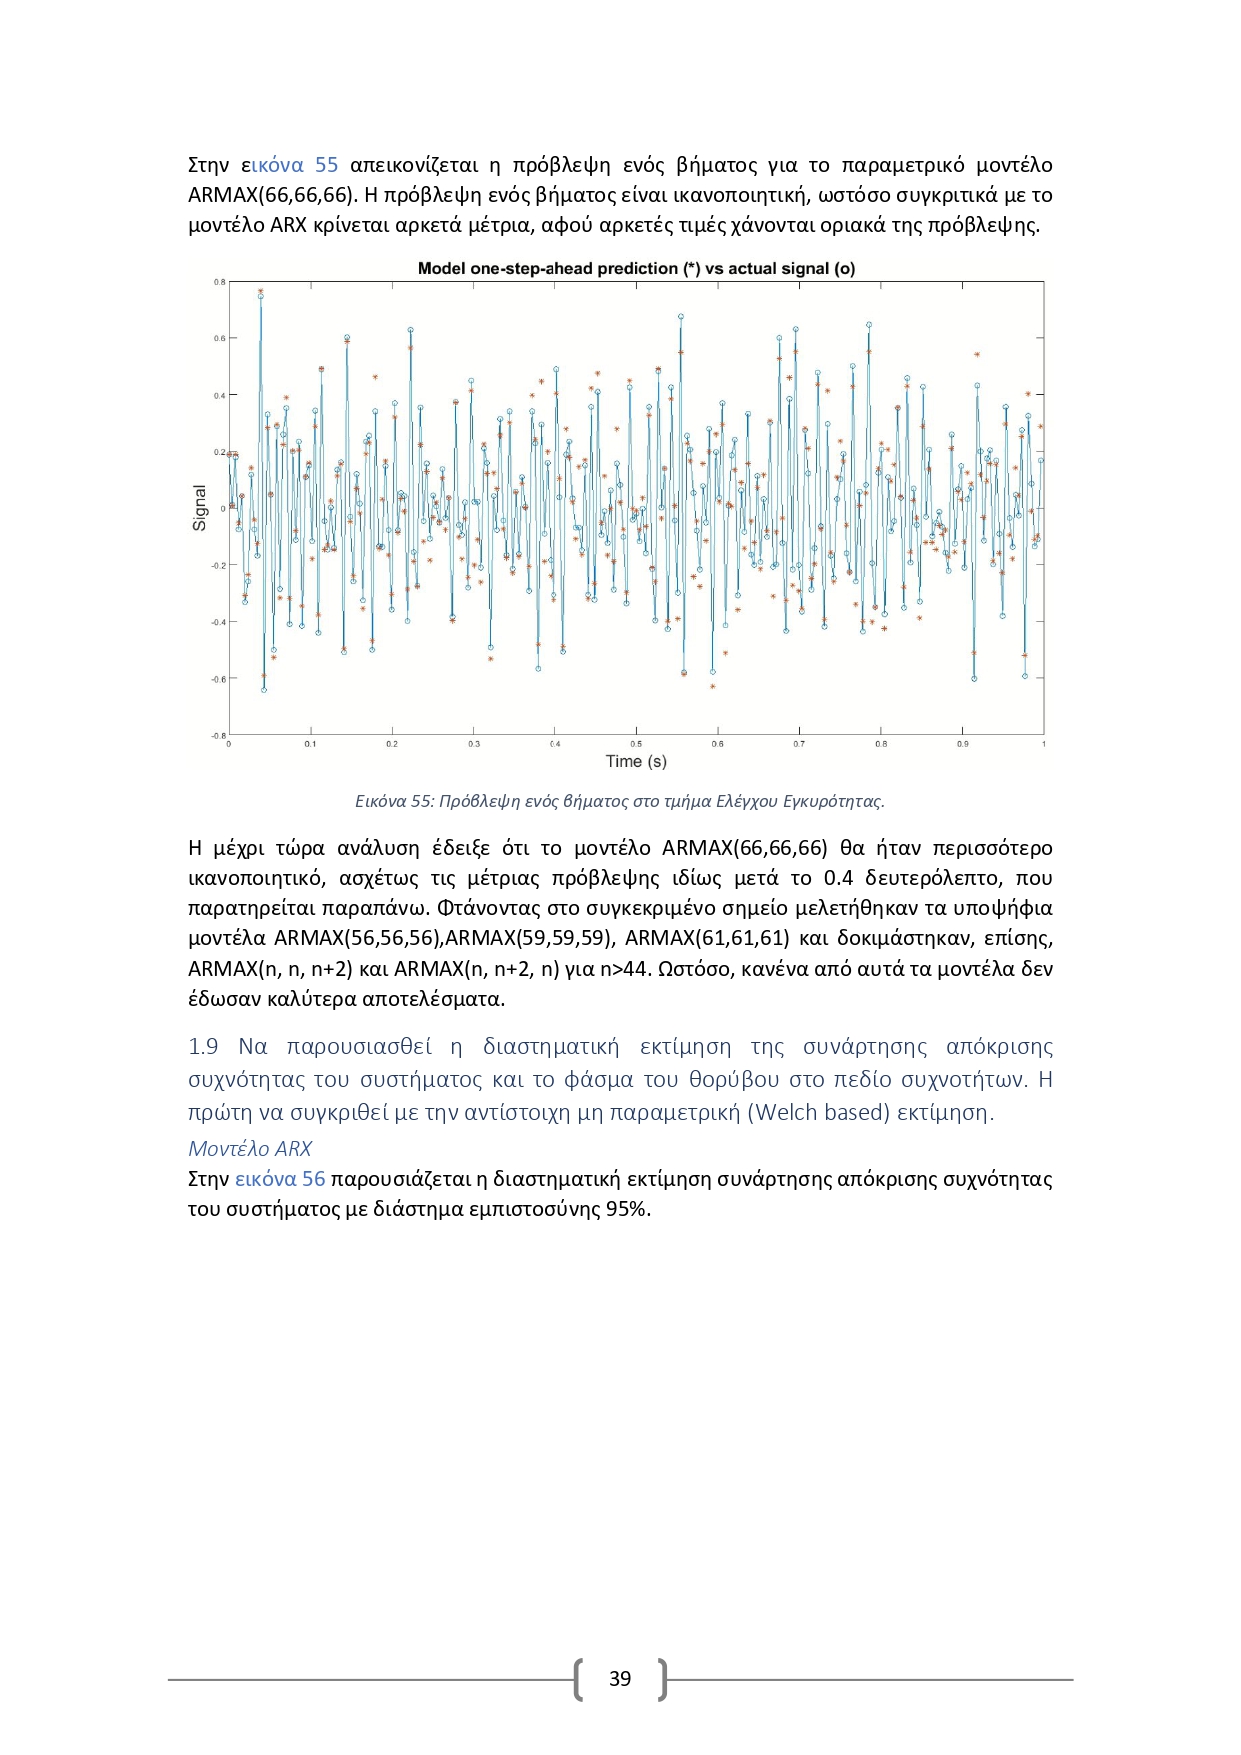 Στην εικόνα 55 απεικονίζεται η πρόβλεψη ενός βήματος για το παραμετρικό μοντέλο
ARMAX(66,66,66). Η πρόβλεψη ενός βήματος είναι ικανοποιητική, ωστόσο συγκριτικά με το
μοντέλο ARX κρίνεται αρκετά μέτρια, αφού αρκετές τιμές χάνονται οριακά της πρόβλεψης.
Model one-step-ahead prediction (*) vs actual signal (o)
0.8
0.6
0.4
0.2
0
-0.2
-0.4
-0.6
-0.8
Signal
0 0.1 0.2 0.3 0.4 0.5 0.6 0.7 0.8 0.9 1
Time (s)
Εικόνα 55: Πρόβλεψη ενός βήματος στο τμήμα Ελέγχου Εγκυρότητας.
Η μέχρι τώρα ανάλυση έδειξε ότι το μοντέλο ARMAX(66,66,66) θα ήταν περισσότερο
ικανοποιητικό, ασχέτως τις μέτριας πρόβλεψης ιδίως μετά το 0.4 δευτερόλεπτο, που
παρατηρείται παραπάνω. Φτάνοντας στο συγκεκριμένο σημείο μελετήθηκαν τα υποψήφια
μοντέλα ARMAX(56,56,56),ARMAX(59,59,59), ARMAX(61,61,61) και δοκιμάστηκαν, επίσης,
ARMAX(n, n, n+2) και ARMAX(n, n+2, n) για n>44. Ωστόσο, κανένα από αυτά τα μοντέλα δεν
έδωσαν καλύτερα αποτελέσματα.
1.9 Να παρουσιασθεί η διαστηματική εκτίμηση της συνάρτησης απόκρισης
συχνότητας του συστήματος και το φάσμα του θορύβου στο πεδίο συχνοτήτων. Η
πρώτη να συγκριθεί με την αντίστοιχη μη παραμετρική (Welch based) εκτίμηση.
Μοντέλο ARX
Στην εικόνα 56 παρουσιάζεται η διαστηματική εκτίμηση συνάρτησης απόκρισης συχνότητας
του συστήματος με διάστημα εμπιστοσύνης 95%.
39